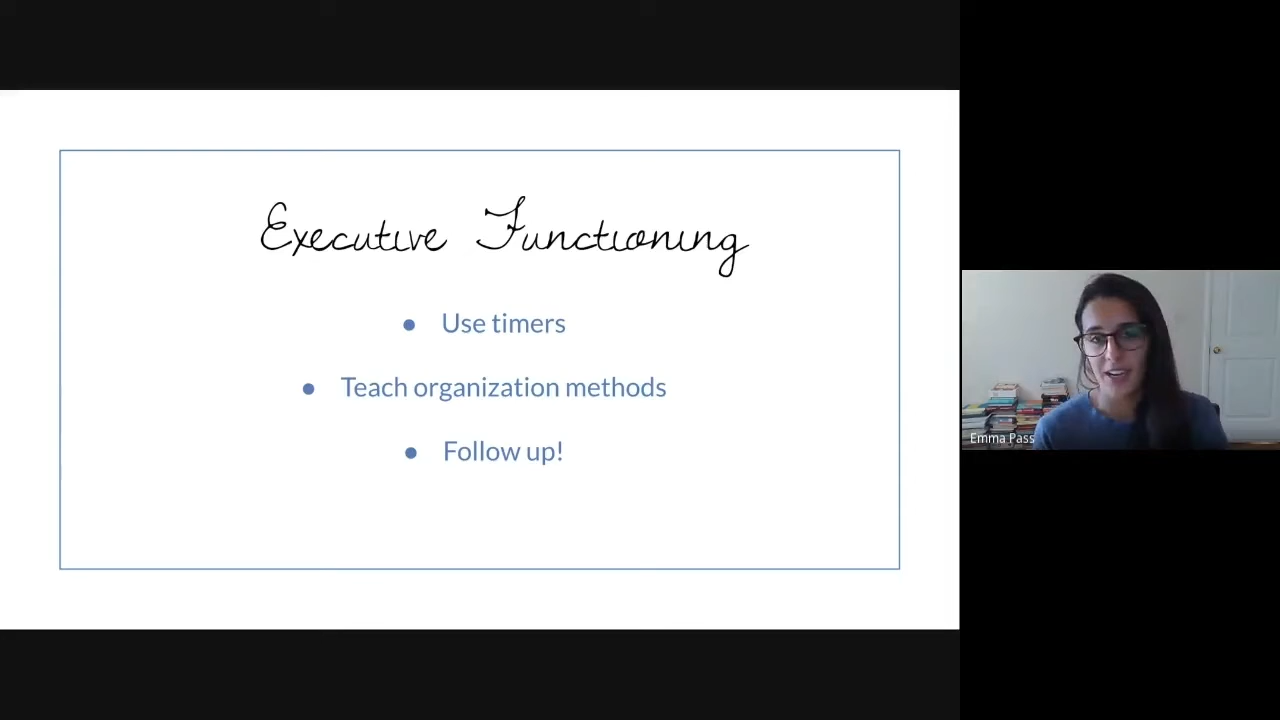 Executive Functioning
● Use timers
● Teach organization methods
● Follow up!
Emma Pass